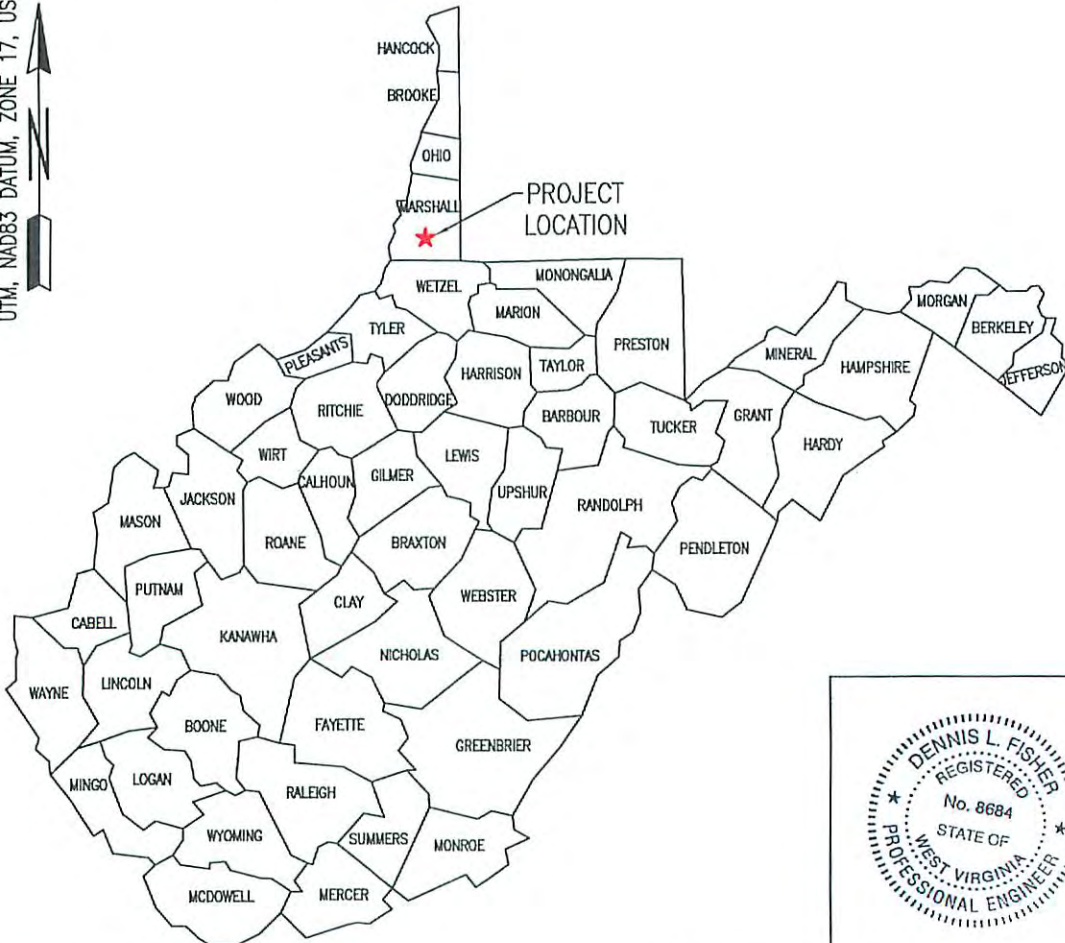 UTM, NAD83 DATUM, ZONE 17, US
N
HANCOCK
BROOKE
OHIO
MARSHALL
PROJECT
LOCATION
WETZEL
MONONGALIA
MARION
TYLER
PLEASANTS
PRESTON
MORGAN
BERKELEY
JEFFERSON
MINERAL
HAMPSHIRE
WOOD
RITCHIE
DODDRIDGE
HARRISON
TAYLOR
BARBOUR
TUCKER
GRANT
HARDY
WIRT
CALHOUN
GILMER
LEWIS
UPSHUR
RANDOLPH
JACKSON
MASON
ROANE
BRAXTON
PENDLETON
PUTNAM
CLAY
WEBSTER
CABELL
KANAWHA
NICHOLAS
POCAHONTAS
WAYNE
LINCOLN
BOONE
FAYETTE
GREENBRIER
MINGO
LOGAN
RALEIGH
WYOMING
SUMMERS
MONROE
MCDOWELL
MERCER
DENNIS L. FISHER
REGISTERED
No. 8684
STATE OF
WEST VIRGINIA
PROFESSIONAL ENGINEER